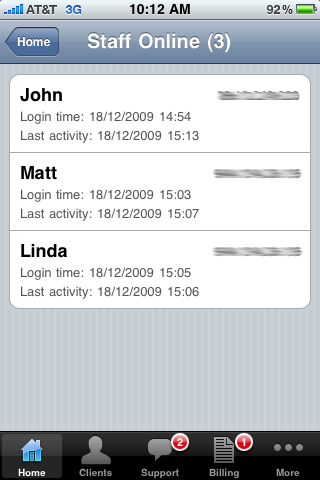 AT&T 3G 10:12 AM 92%
Home Staff Online (3)
John
Login time: 18/12/2009 14:54
Last activity: 18/12/2009 15:13
Matt
Login time: 18/12/2009 15:03
Last activity: 18/12/2009 15:07
Linda
Login time: 18/12/2009 15:05
Last activity: 18/12/2009 15:06
2 1
Home Clients Support Billing More